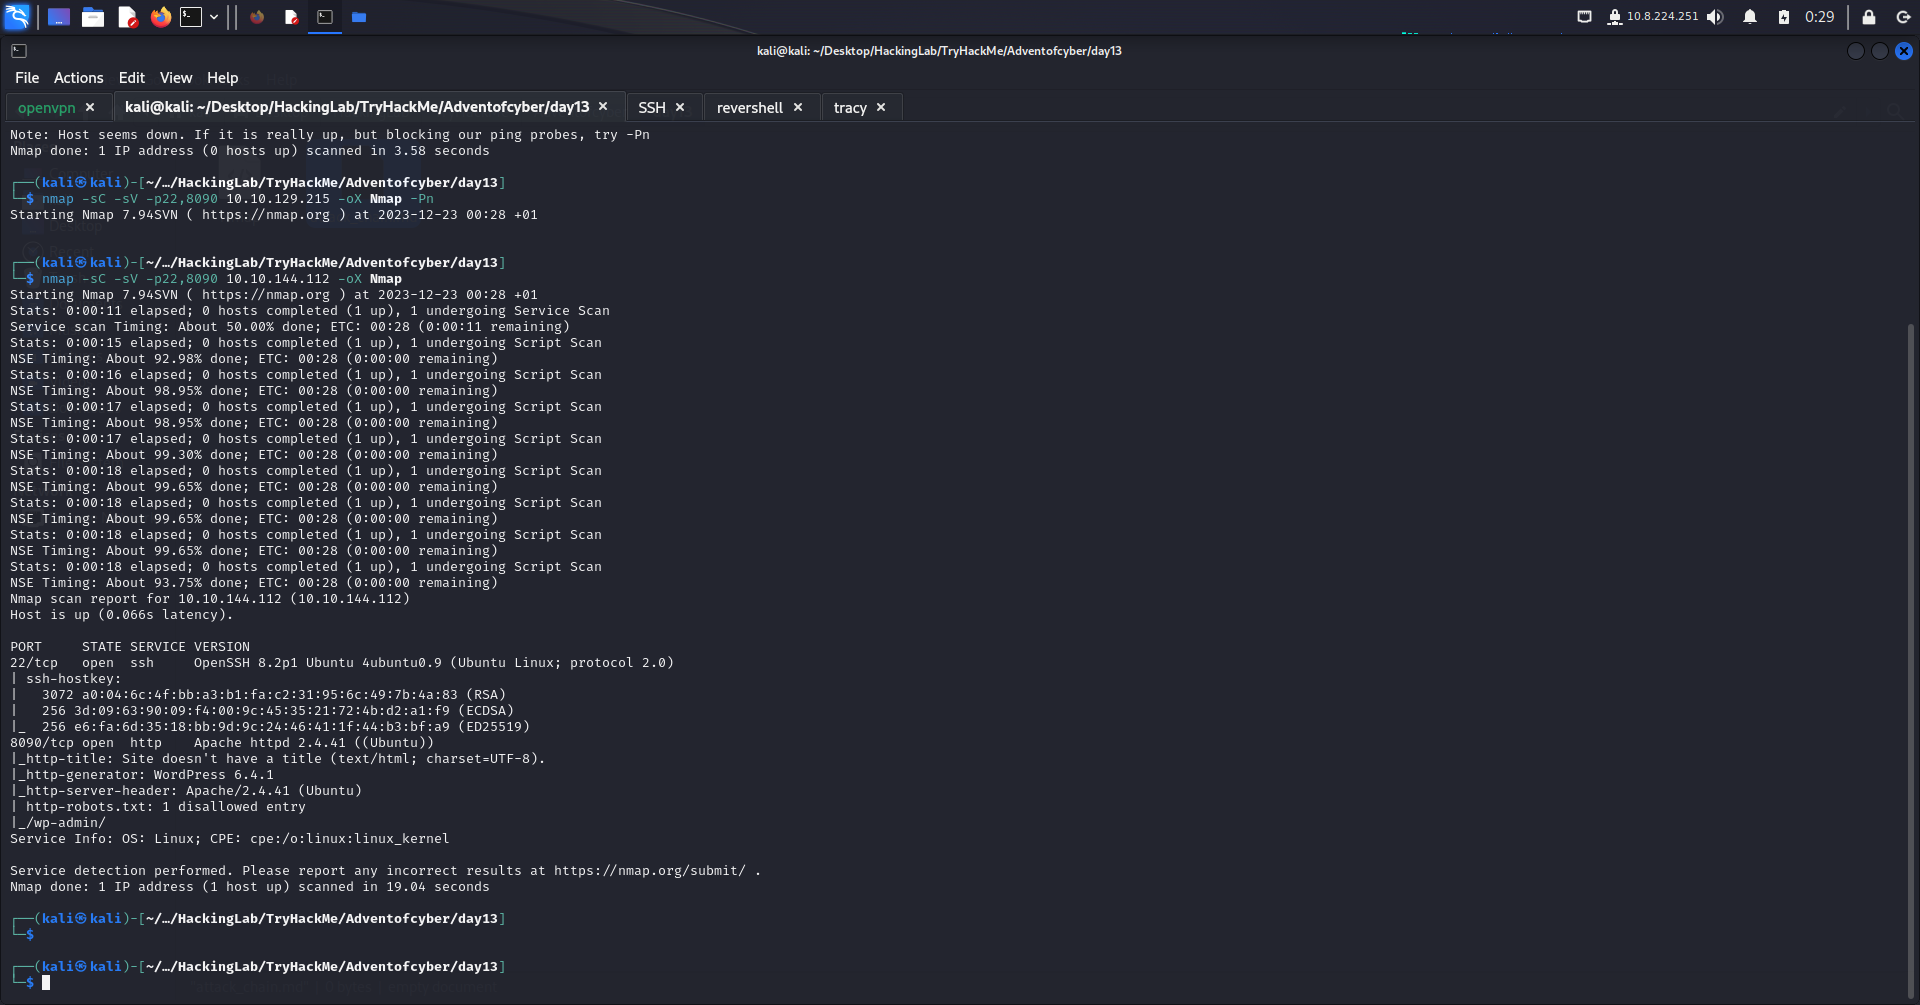 10.8.224.251
0:29
kali@kali: ~/Desktop/HackingLab/TryHackMe/Adventofcyber/day13
File Actions Edit View Help
openvpn × kali@kali: ~/Desktop/HackingLab/TryHackMe/Adventofcyber/day13 × SSH × revershell × tracy ×
Note: Host seems down. If it is really up, but blocking our ping probes, try -Pn
Nmap done: 1 IP address (0 hosts up) scanned in 3.58 seconds
┌──(kali㉿kali)-[~/…/HackingLab/TryHackMe/Adventofcyber/day13]
└─$ nmap -sC -sV -p22,8090 10.10.129.215 -oX Nmap -Pn
Starting Nmap 7.94SVN ( https://nmap.org ) at 2023-12-23 00:28 +01
┌──(kali㉿kali)-[~/…/HackingLab/TryHackMe/Adventofcyber/day13]
└─$ nmap -sC -sV -p22,8090 10.10.144.112 -oX Nmap
Starting Nmap 7.94SVN ( https://nmap.org ) at 2023-12-23 00:28 +01
Stats: 0:00:11 elapsed; 0 hosts completed (1 up), 1 undergoing Service Scan
Service scan Timing: About 50.00% done; ETC: 00:28 (0:00:11 remaining)
Stats: 0:00:15 elapsed; 0 hosts completed (1 up), 1 undergoing Script Scan
NSE Timing: About 92.98% done; ETC: 00:28 (0:00:00 remaining)
Stats: 0:00:16 elapsed; 0 hosts completed (1 up), 1 undergoing Script Scan
NSE Timing: About 98.95% done; ETC: 00:28 (0:00:00 remaining)
Stats: 0:00:17 elapsed; 0 hosts completed (1 up), 1 undergoing Script Scan
NSE Timing: About 98.95% done; ETC: 00:28 (0:00:00 remaining)
Stats: 0:00:17 elapsed; 0 hosts completed (1 up), 1 undergoing Script Scan
NSE Timing: About 99.30% done; ETC: 00:28 (0:00:00 remaining)
Stats: 0:00:18 elapsed; 0 hosts completed (1 up), 1 undergoing Script Scan
NSE Timing: About 99.65% done; ETC: 00:28 (0:00:00 remaining)
Stats: 0:00:18 elapsed; 0 hosts completed (1 up), 1 undergoing Script Scan
NSE Timing: About 99.65% done; ETC: 00:28 (0:00:00 remaining)
Stats: 0:00:18 elapsed; 0 hosts completed (1 up), 1 undergoing Script Scan
NSE Timing: About 99.65% done; ETC: 00:28 (0:00:00 remaining)
Stats: 0:00:18 elapsed; 0 hosts completed (1 up), 1 undergoing Script Scan
NSE Timing: About 93.75% done; ETC: 00:28 (0:00:00 remaining)
Nmap scan report for 10.10.144.112 (10.10.144.112)
Host is up (0.066s latency).
PORT     STATE SERVICE VERSION
22/tcp   open  ssh     OpenSSH 8.2p1 Ubuntu 4ubuntu0.9 (Ubuntu Linux; protocol 2.0)
| ssh-hostkey:
|   3072 a0:04:6c:4f:bb:a3:b1:fa:c2:31:95:6c:49:7b:4a:83 (RSA)
|   256 3d:09:63:90:09:f4:00:9c:45:35:21:72:4b:d2:a1:f9 (ECDSA)
|_  256 e6:fa:6d:35:18:bb:9d:9c:24:46:41:1f:44:b3:bf:a9 (ED25519)
8090/tcp open  http    Apache httpd 2.4.41 ((Ubuntu))
|_http-title: Site doesn't have a title (text/html; charset=UTF-8).
|_http-generator: WordPress 6.4.1
|_http-server-header: Apache/2.4.41 (Ubuntu)
| http-robots.txt: 1 disallowed entry
|_/wp-admin/
Service Info: OS: Linux; CPE: cpe:/o:linux:linux_kernel
Service detection performed. Please report any incorrect results at https://nmap.org/submit/ .
Nmap done: 1 IP address (1 host up) scanned in 19.04 seconds
┌──(kali㉿kali)-[~/…/HackingLab/TryHackMe/Adventofcyber/day13]
└─$
┌──(kali㉿kali)-[~/…/HackingLab/TryHackMe/Adventofcyber/day13]
└─$